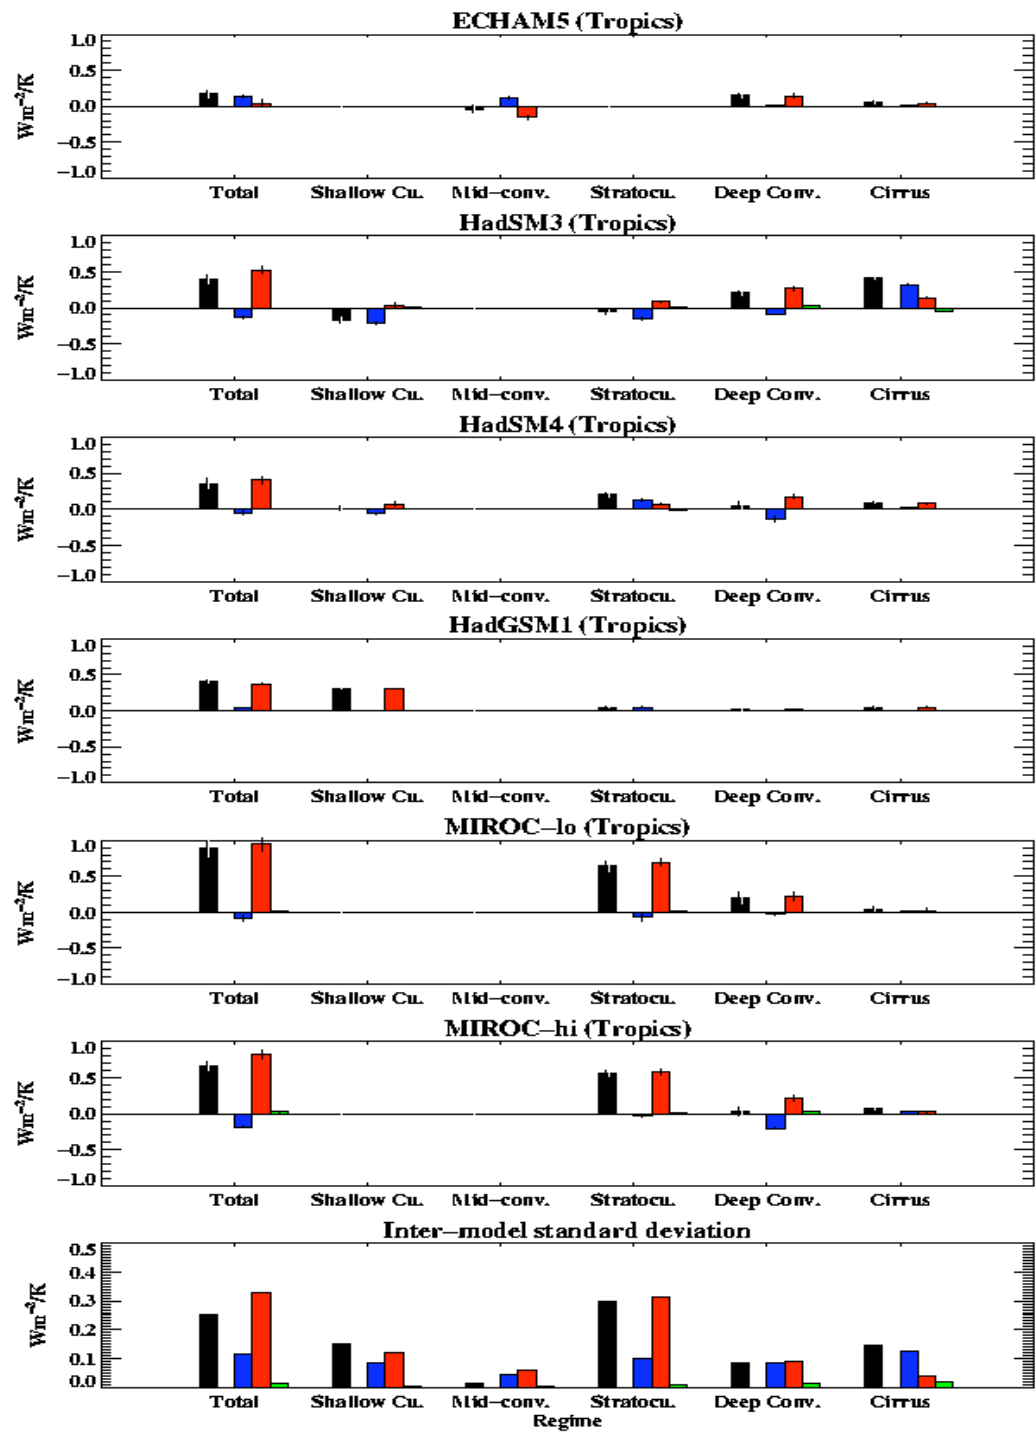 ECHAM5 (Tropics)
1.0
0.5
0.0
−0.5
−1.0
Wm⁻²/K
Total Shallow Cu. Mid−conv. Stratocu. Deep Conv. Cirrus
HadSM3 (Tropics)
1.0
0.5
0.0
−0.5
−1.0
Wm⁻²/K
Total Shallow Cu. Mid−conv. Stratocu. Deep Conv. Cirrus
HadSM4 (Tropics)
1.0
0.5
0.0
−0.5
−1.0
Wm⁻²/K
Total Shallow Cu. Mid−conv. Stratocu. Deep Conv. Cirrus
HadGSM1 (Tropics)
1.0
0.5
0.0
−0.5
−1.0
Wm⁻²/K
Total Shallow Cu. Mid−conv. Stratocu. Deep Conv. Cirrus
MIROC−lo (Tropics)
1.0
0.5
0.0
−0.5
−1.0
Wm⁻²/K
Total Shallow Cu. Mid−conv. Stratocu. Deep Conv. Cirrus
MIROC−hi (Tropics)
1.0
0.5
0.0
−0.5
−1.0
Wm⁻²/K
Total Shallow Cu. Mid−conv. Stratocu. Deep Conv. Cirrus
Inter−model standard deviation
0.5
0.4
0.3
0.2
0.1
0.0
Wm⁻²/K
Total Shallow Cu. Mid−conv. Stratocu. Deep Conv. Cirrus
Regime